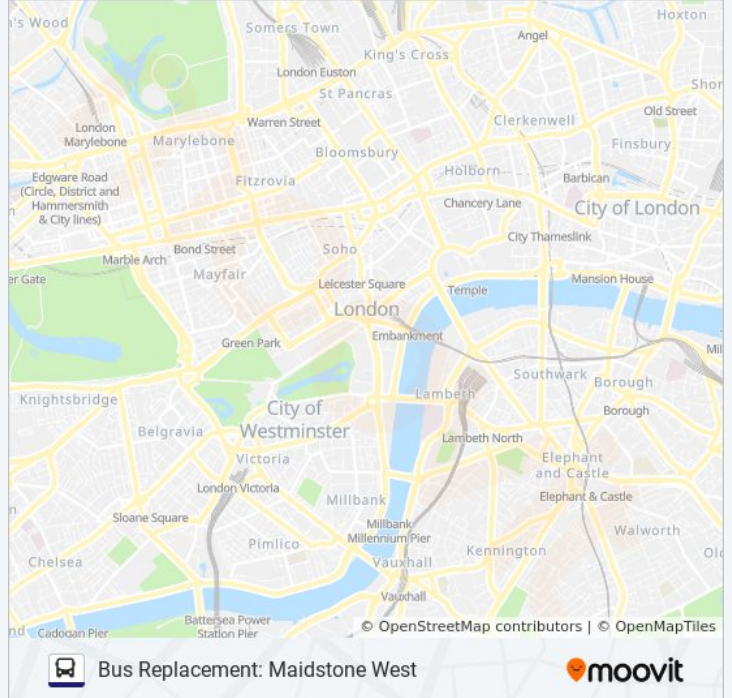 's Wood
Hoxton
Somers Town
Angel
King's Cross
London Euston
St Pancras
Shor
Old Street
Warren Street
Clerkenwell
London
Marylebone
Marylebone
Finsbury
Bloomsbury
Holborn
Edgware Road
(Circle, District and
Hammersmith
& City lines)
Fitzrovia
Barbican
Chancery Lane
City of London
City Thameslink
Bond Street
Soho
Marble Arch
Mayfair
er Gate
Leicester Square
Temple
Mansion House
London
Embankment
Green Park
Mil
Southwark
Borough
Knightsbridge
Lambeth
City of
Westminster
Borough
Belgravia
Lambeth North
Victoria
Elephant
and Castle
London Victoria
Elephant & Castle
Millbank
Sloane Square
Millbank
Millennium Pier
Walworth
n
Pimlico
Kennington
Olc
Chelsea
Vauxhall
Vauxhall
Battersea Power
Station Pier
nd
Cadogan Pier
© OpenStreetMap contributors | © OpenMapTiles
Bus Replacement: Maidstone West
moovit